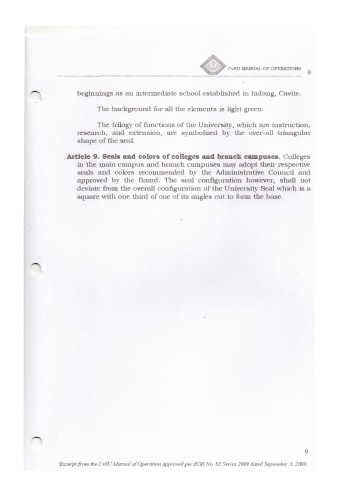 CvSU MANUAL OF OPERATIONS 9
beginnings as an intermediate school established in Indang, Cavite.
The background for all the elements is light green.
The trilogy of functions of the University, which are instruction,
research, and extension, are symbolized by the over-all triangular
shape of the seal.
Article 9. Seals and colors of colleges and branch campuses. Colleges
in the main campus and branch campuses may adopt their respective
seals and colors recommended by the Administrative Council and
approved by the Board. The seal configuration however, shall not
deviate from the overall configuration of the University Seal which is a
square with one third of one of its angles cut to form the base.
9
Excerpt from the CvSU Manual of Operation approved per BOR No. 83 Series 2009 dated September 3, 2009